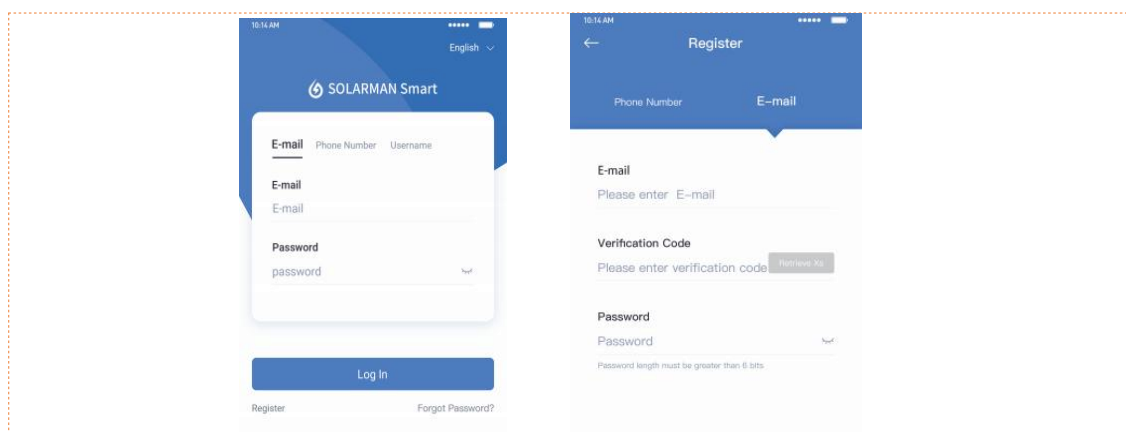 10:14 AM
English
SOLARMAN Smart
E-mail Phone Number Username
E-mail
E-mail
Password
password
Log In
Register Forgot Password?
10:14 AM
Register
Phone Number E-mail
E-mail
Please enter E-mail
Verification Code
Please enter verification code Retrieve Xs
Password
Password
Password length must be greater than 6 bits